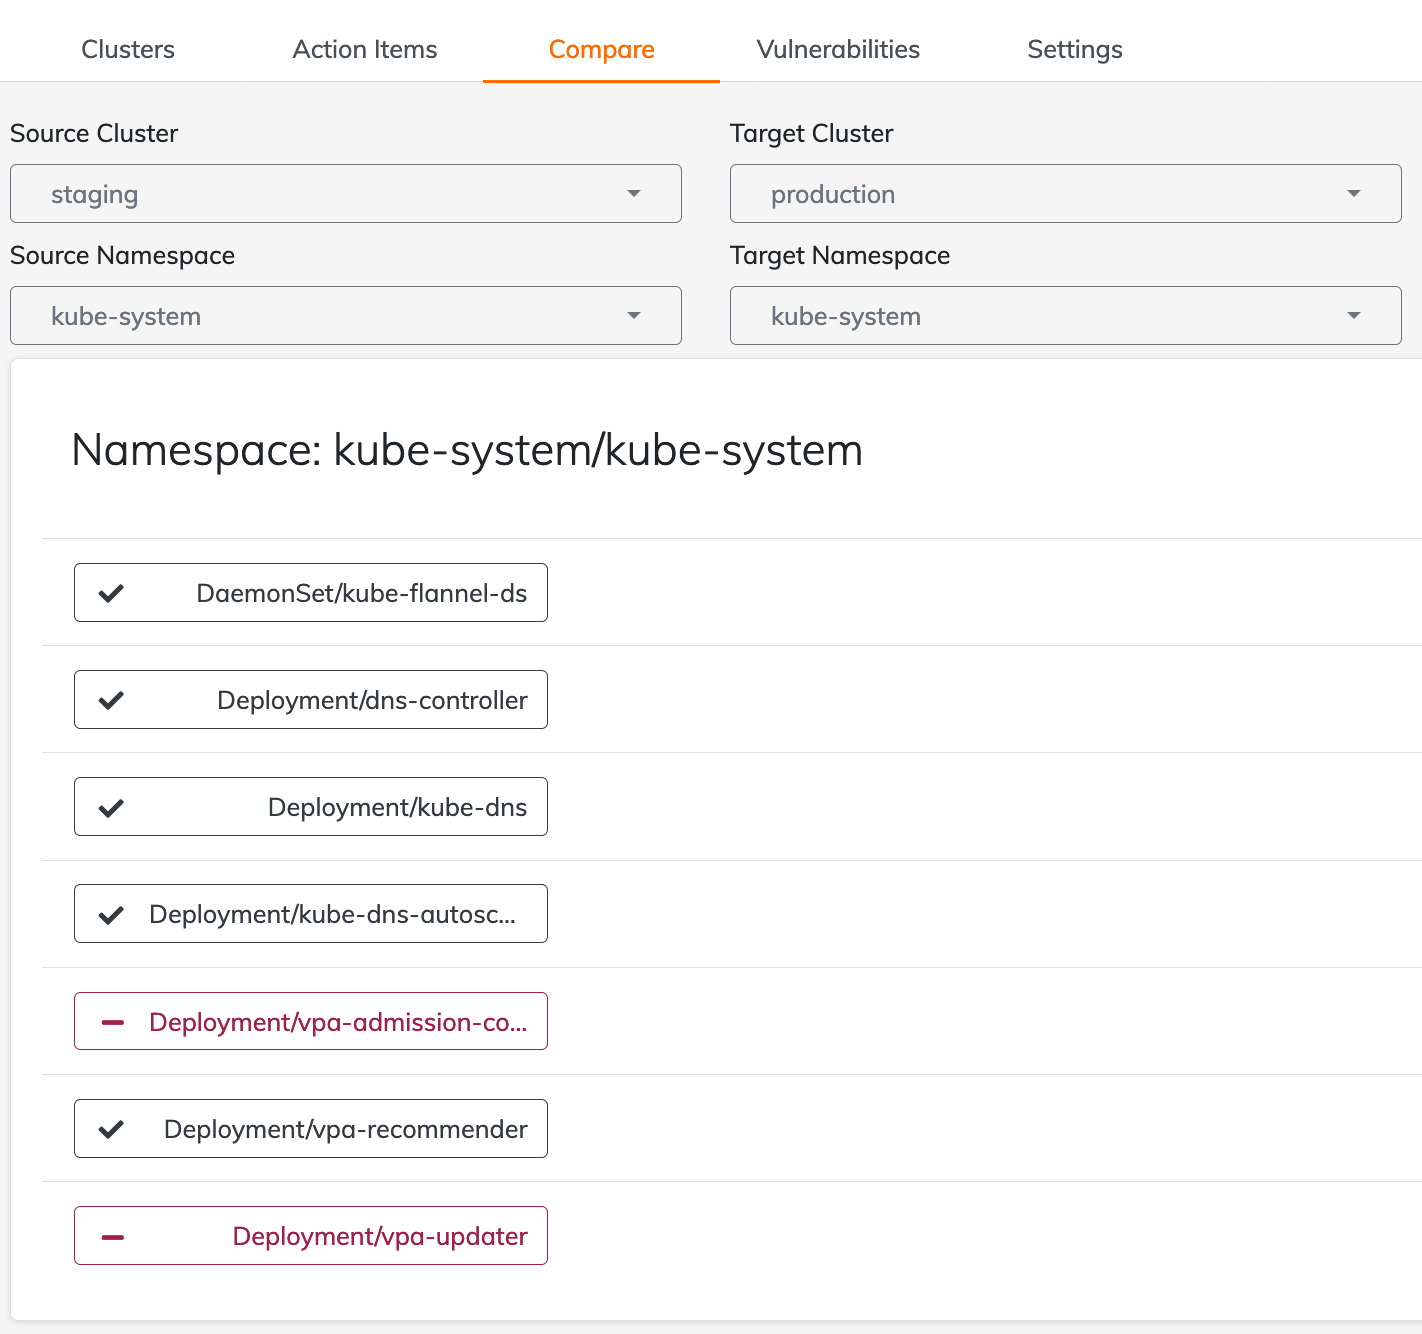 Clusters Action Items Compare Vulnerabilities Settings
Source Cluster Target Cluster
staging production
Source Namespace Target Namespace
kube-system kube-system
Namespace: kube-system/kube-system
DaemonSet/kube-flannel-ds
Deployment/dns-controller
Deployment/kube-dns
Deployment/kube-dns-autosc...
Deployment/vpa-admission-co...
Deployment/vpa-recommender
Deployment/vpa-updater